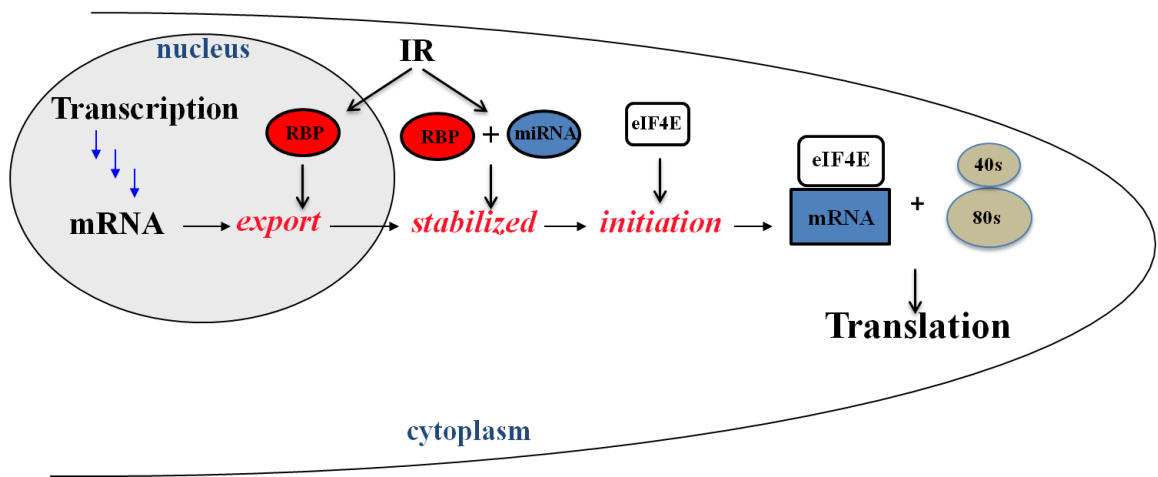 nucleus
IR
Transcription
RBP
RBP + miRNA
eIF4E
mRNA
export
stabilized
initiation
eIF4E
mRNA
+
40s
80s
Translation
cytoplasm